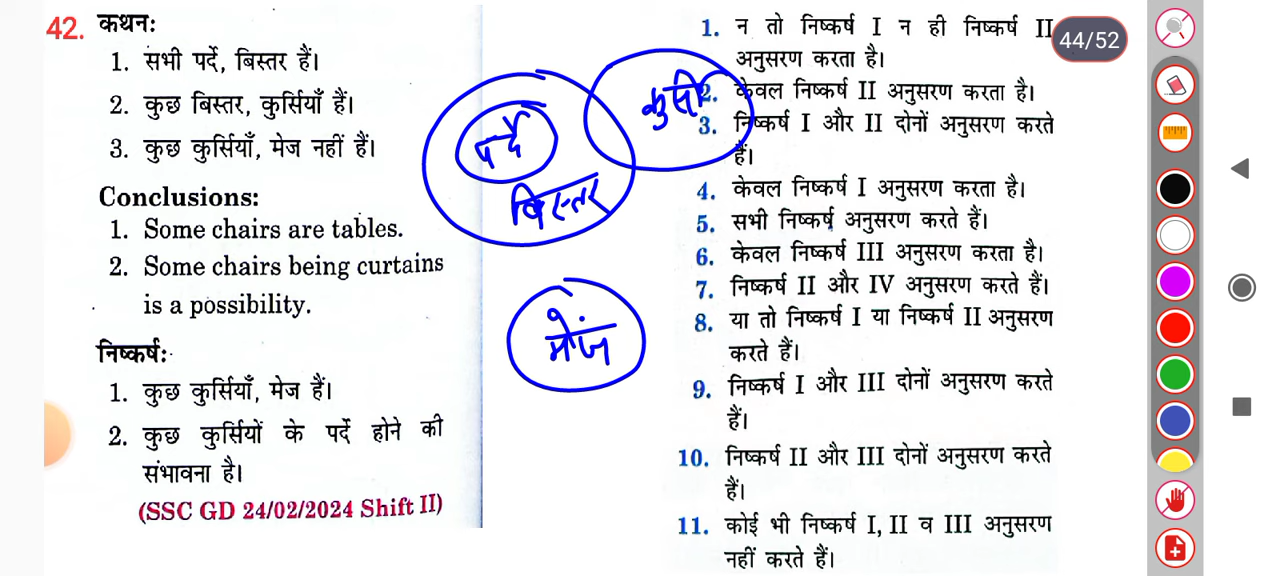 42. कथन:
1. सभी पर्दे, बिस्तर हैं।
2. कुछ बिस्तर, कुर्सियाँ हैं।
3. कुछ कुर्सियाँ, मेज नहीं हैं।
Conclusions:
1. Some chairs are tables.
2. Some chairs being curtains
is a possibility.
निष्कर्ष:
1. कुछ कुर्सियाँ, मेज हैं।
2. कुछ कुर्सियों के पर्दे होने की
संभावना है।
(SSC GD 24/02/2024 Shift II)
पर्दे
बिस्तर
कुर्सी
मेज
1. न तो निष्कर्ष I न ही निष्कर्ष II
अनुसरण करता है।
2. केवल निष्कर्ष II अनुसरण करता है।
3. निष्कर्ष I और II दोनों अनुसरण करते
हैं।
4. केवल निष्कर्ष I अनुसरण करता है।
5. सभी निष्कर्ष अनुसरण करते हैं।
6. केवल निष्कर्ष III अनुसरण करता है।
7. निष्कर्ष II और IV अनुसरण करते हैं।
8. या तो निष्कर्ष I या निष्कर्ष II अनुसरण
करते हैं।
9. निष्कर्ष I और III दोनों अनुसरण करते
हैं।
10. निष्कर्ष II और III दोनों अनुसरण करते
हैं।
11. कोई भी निष्कर्ष I, II व III अनुसरण
नहीं करते हैं।
44/52